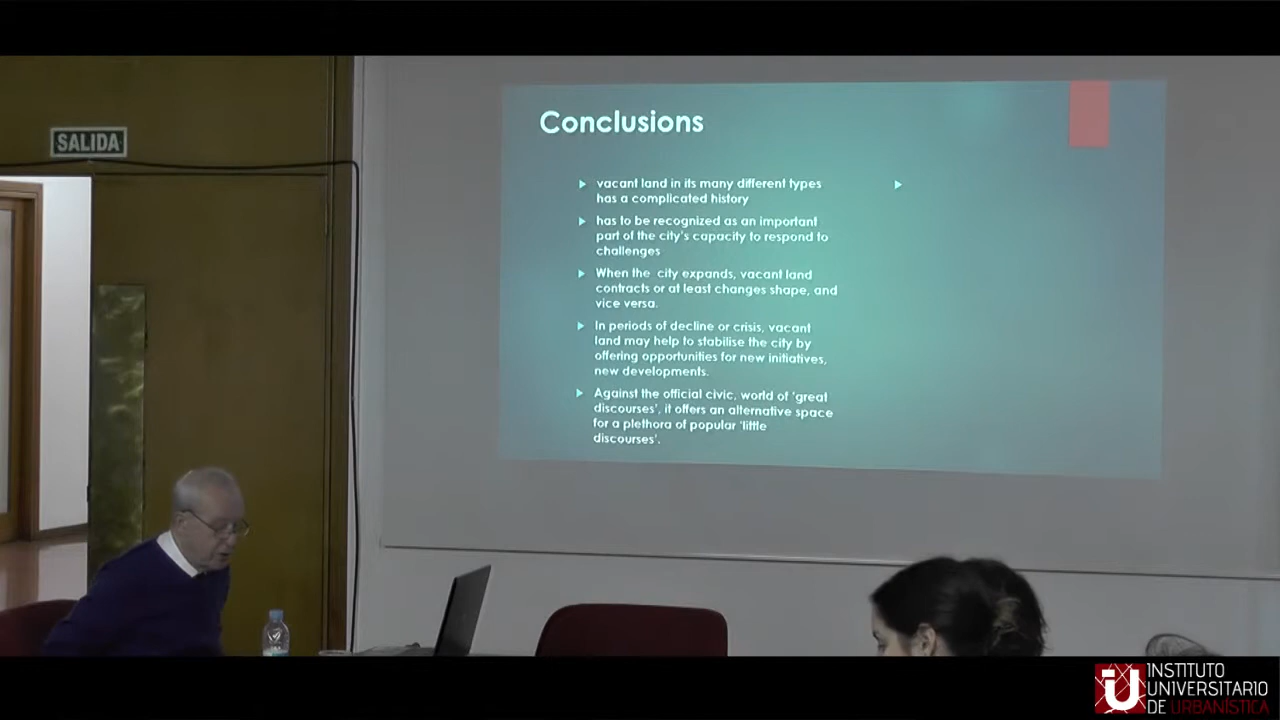 SALIDA
Conclusions
vacant land in its many different types
has a complicated history
has to be recognized as an important
part of the city's capacity to respond to
challenges
When the city expands, vacant land
contracts or at least changes shape, and
vice versa.
In periods of decline or crisis, vacant
land may help to stabilise the city by
offering opportunities for new initiatives,
new developments.
Against the official civic, world of 'great
discourses', it offers an alternative space
for a plethora of popular 'little
discourses'.
iU INSTITUTO
UNIVERSITARIO
DE URBANÍSTICA